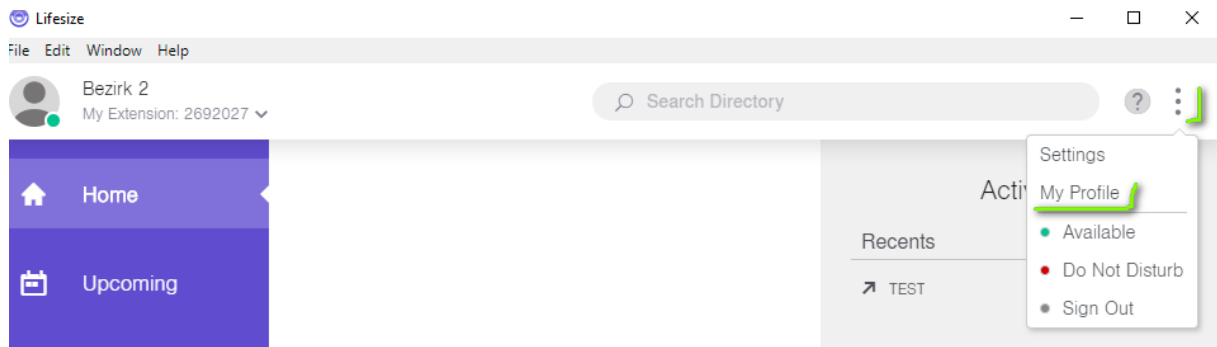 Lifesize
File Edit Window Help
Bezirk 2
My Extension: 2692027
Search Directory
?
Settings
My Profile
Available
Do Not Disturb
Sign Out
Home
Upcoming
Acti
Recents
TEST